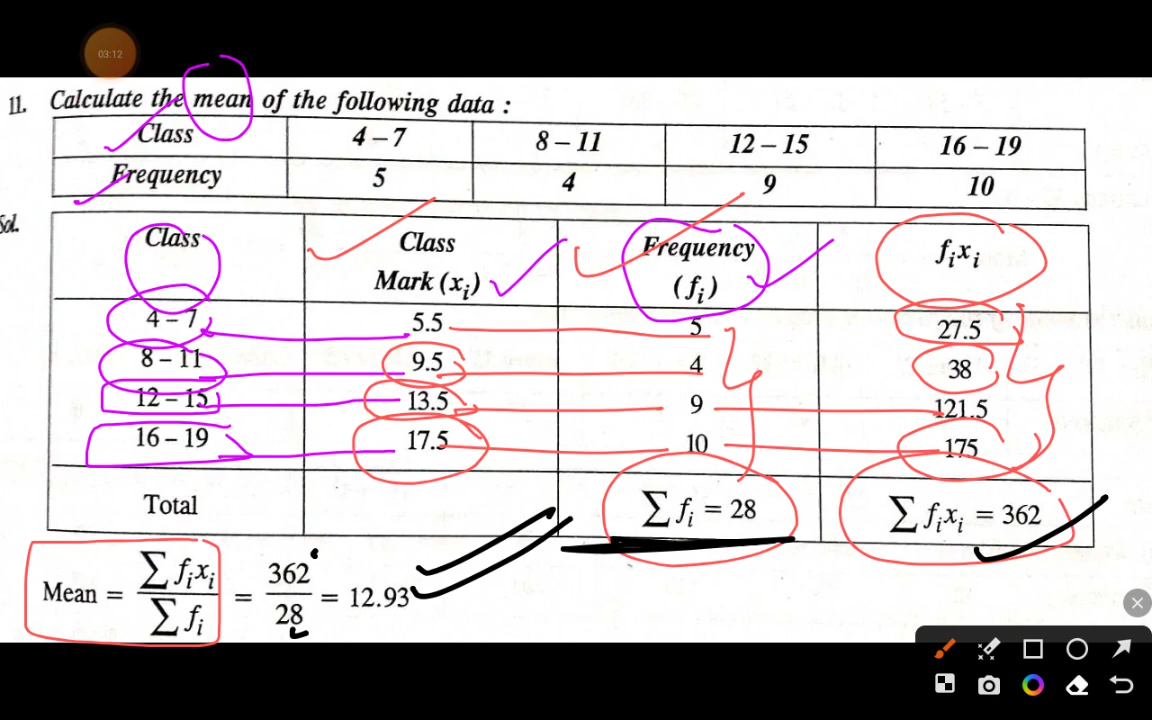 03:12
11. Calculate the mean of the following data :
Class 4 – 7 8 – 11 12 – 15 16 – 19
Frequency 5 4 9 10
Sol.
Class Class Mark (xi) Frequency (fi) fixi
4 – 7 5.5 5 27.5
8 – 11 9.5 4 38
12 – 15 13.5 9 121.5
16 – 19 17.5 10 175
Total ∑ fi = 28 ∑ fixi = 362
Mean = ∑ fixi / ∑ fi = 362 / 28 = 12.93